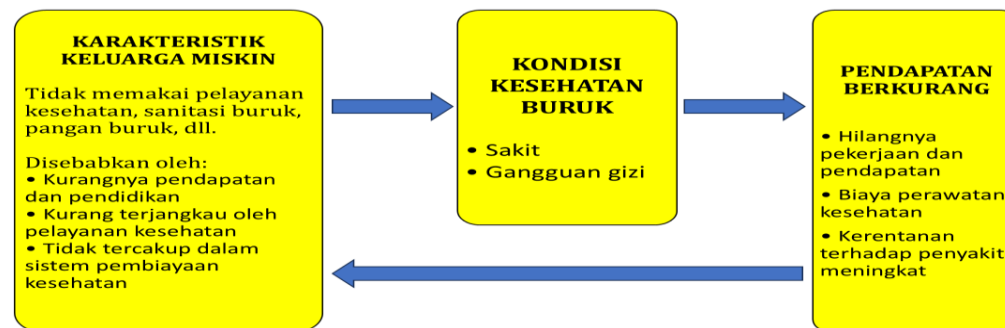 KARAKTERISTIK
KELUARGA MISKIN
Tidak memakai pelayanan
kesehatan, sanitasi buruk,
pangan buruk, dll.
Disebabkan oleh:
• Kurangnya pendapatan
dan pendidikan
• Kurang terjangkau oleh
pelayanan kesehatan
• Tidak tercakup dalam
sistem pembiayaan
kesehatan
KONDISI
KESEHATAN
BURUK
• Sakit
• Gangguan gizi
PENDAPATAN
BERKURANG
• Hilangnya
pekerjaan dan
pendapatan
• Biaya perawatan
kesehatan
• Kerentanan
terhadap penyakit
meningkat